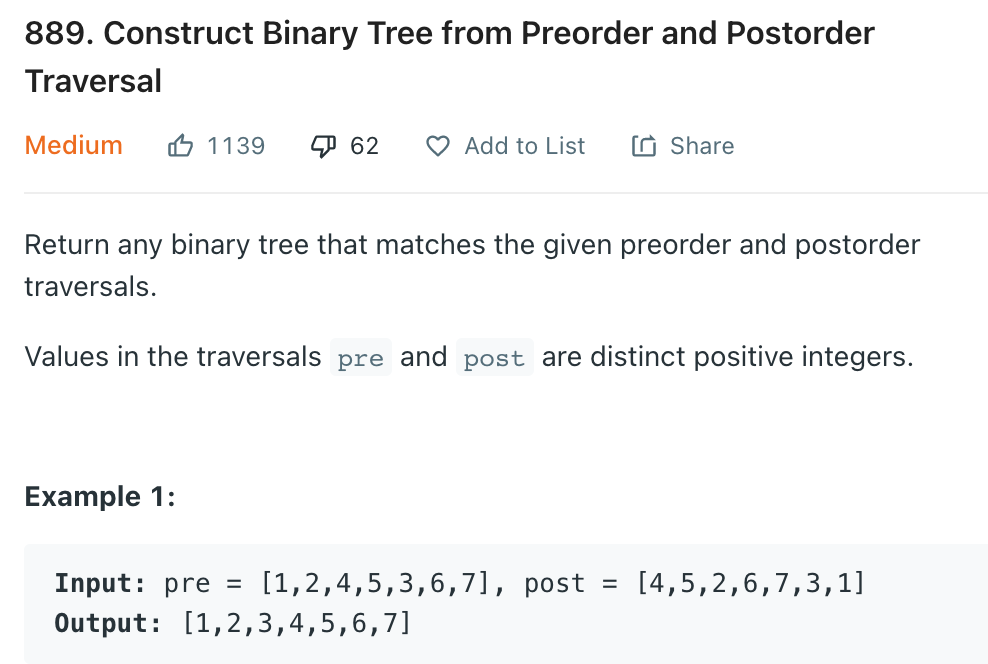 889. Construct Binary Tree from Preorder and Postorder
Traversal
Medium 1139 62 Add to List Share
Return any binary tree that matches the given preorder and postorder
traversals.
Values in the traversals pre and post are distinct positive integers.
Example 1:
Input: pre = [1,2,4,5,3,6,7], post = [4,5,2,6,7,3,1]
Output: [1,2,3,4,5,6,7]